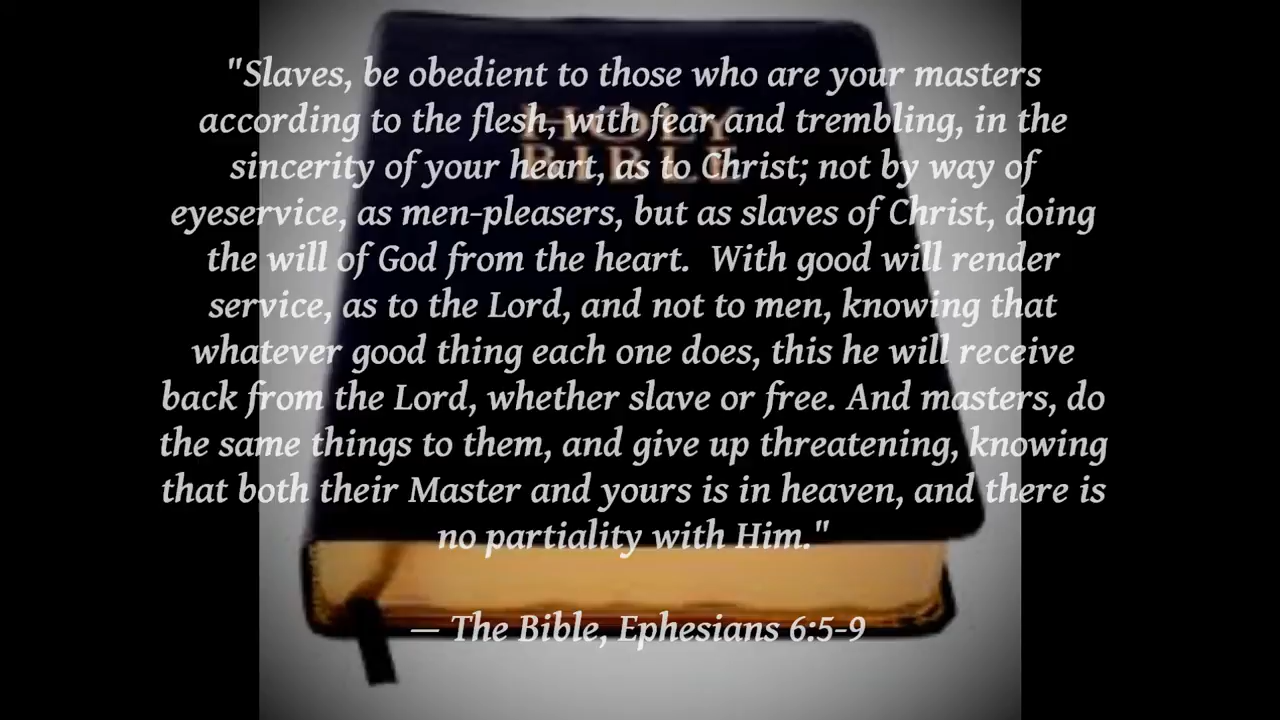 "Slaves, be obedient to those who are your masters
according to the flesh, with fear and trembling, in the
sincerity of your heart, as to Christ; not by way of
eyeservice, as men-pleasers, but as slaves of Christ, doing
the will of God from the heart.  With good will render
service, as to the Lord, and not to men, knowing that
whatever good thing each one does, this he will receive
back from the Lord, whether slave or free. And masters, do
the same things to them, and give up threatening, knowing
that both their Master and yours is in heaven, and there is
no partiality with Him."
— The Bible, Ephesians 6:5-9
HOLY
BIBLE